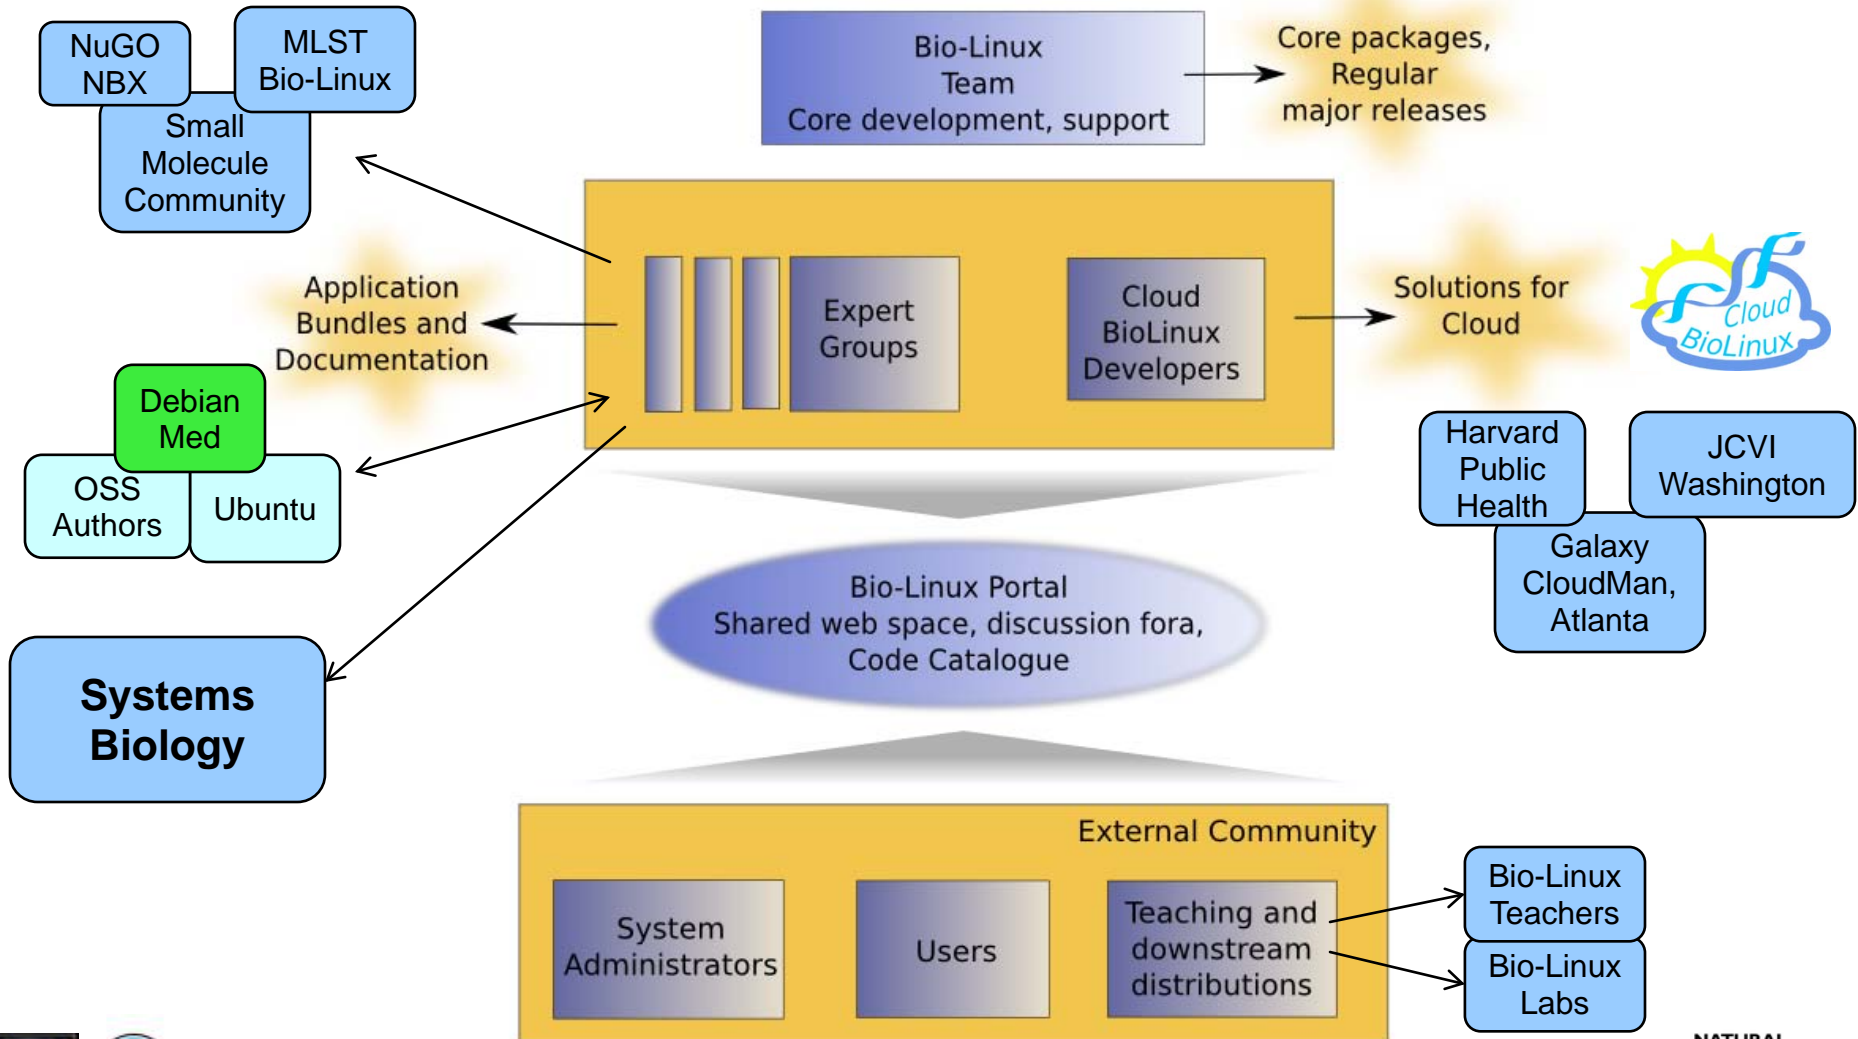 NuGO
NBX
MLST
Bio-Linux
Small
Molecule
Community
Bio-Linux
Team
Core development, support
Core packages,
Regular
major releases
Application
Bundles and
Documentation
Expert
Groups
Cloud
BioLinux
Developers
Solutions for
Cloud
Cloud
BioLinux
Debian
Med
OSS
Authors
Ubuntu
Harvard
Public
Health
JCVI
Washington
Galaxy
CloudMan,
Atlanta
Bio-Linux Portal
Shared web space, discussion fora,
Code Catalogue
Systems
Biology
External Community
System
Administrators
Users
Teaching and
downstream
distributions
Bio-Linux
Teachers
Bio-Linux
Labs
NATURAL